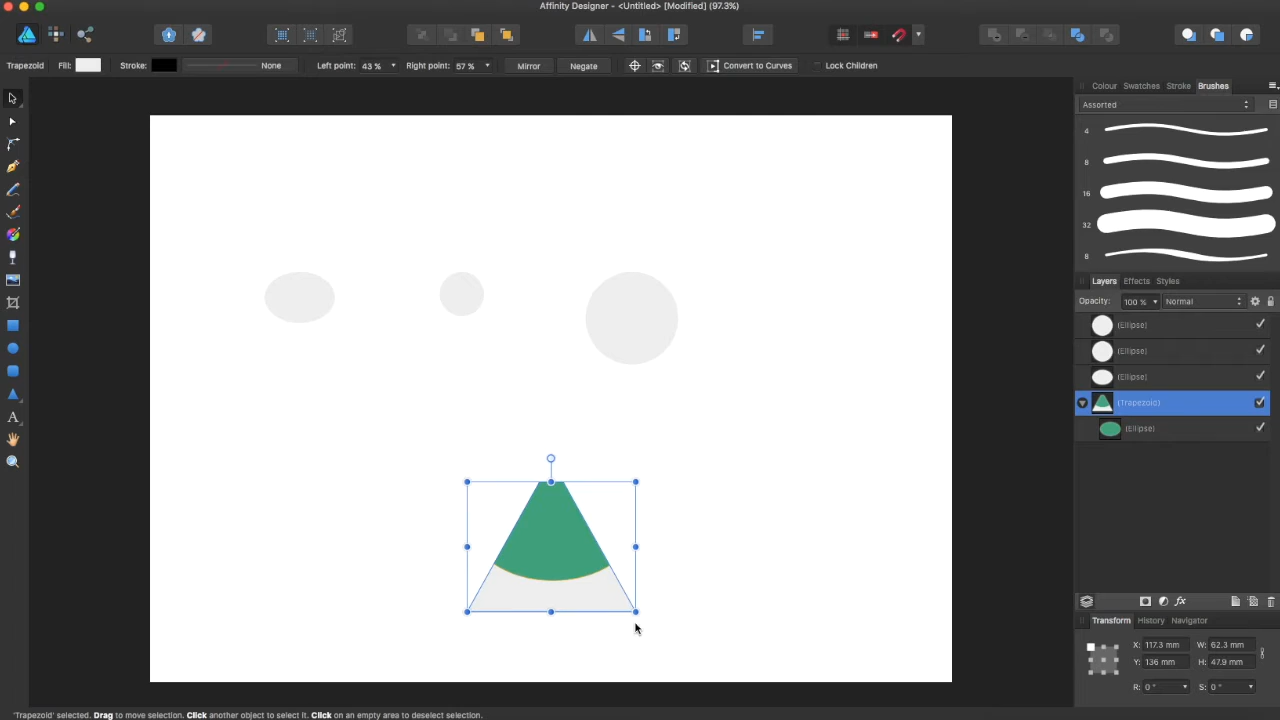 Affinity Designer - <Untitled> [Modified] (97.3%)
Trapezoid Fill: Stroke: None Left point: 43 % Right point: 57 % Mirror Negate Convert to Curves Lock Children
Colour Swatches Stroke Brushes
Assorted
4
8
16
32
8
Layers Effects Styles
Opacity: 100 % Normal
(Ellipse)
(Ellipse)
(Ellipse)
(Trapezoid)
(Ellipse)
fx
Transform History Navigator
X: 117.3 mm W: 62.3 mm
Y: 136 mm H: 47.9 mm
R: 0 ° S: 0 °
A
'Trapezoid' selected. Drag to move selection. Click another object to select it. Click on an empty area to deselect selection.